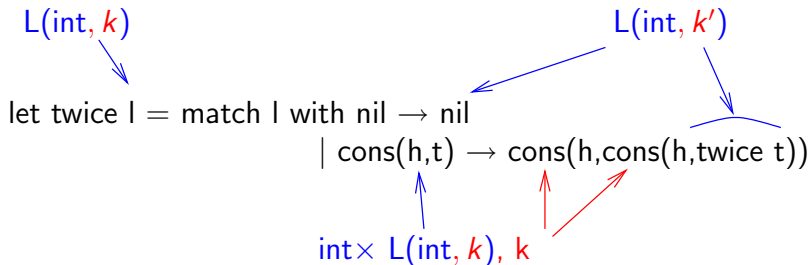 L(int, k) L(int, k′)
let twice l = match l with nil → nil
| cons(h,t) → cons(h,cons(h,twice t))
int× L(int, k), k